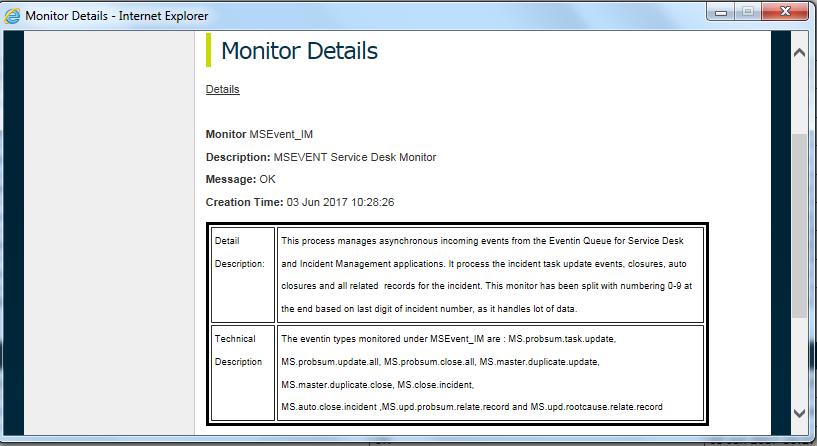 Monitor Details - Internet Explorer
Monitor Details
Details
Monitor MSEvent_IM
Description: MSEVENT Service Desk Monitor
Message: OK
Creation Time: 03 Jun 2017 10:28:26
Detail
Description:
This process manages asynchronous incoming events from the Eventin Queue for Service Desk
and Incident Management applications. It process the incident task update events, closures, auto
closures and all related records for the incident. This monitor has been split with numbering 0-9 at
the end based on last digit of incident number, as it handles lot of data.
Technical
Description
The eventin types monitored under MSEvent_IM are : MS.probsum.task.update,
MS.probsum.update.all, MS.probsum.close.all, MS.master.duplicate.update,
MS.master.duplicate.close, MS.close.incident,
MS.auto.close.incident ,MS.upd.probsum.relate.record and MS.upd.rootcause.relate.record